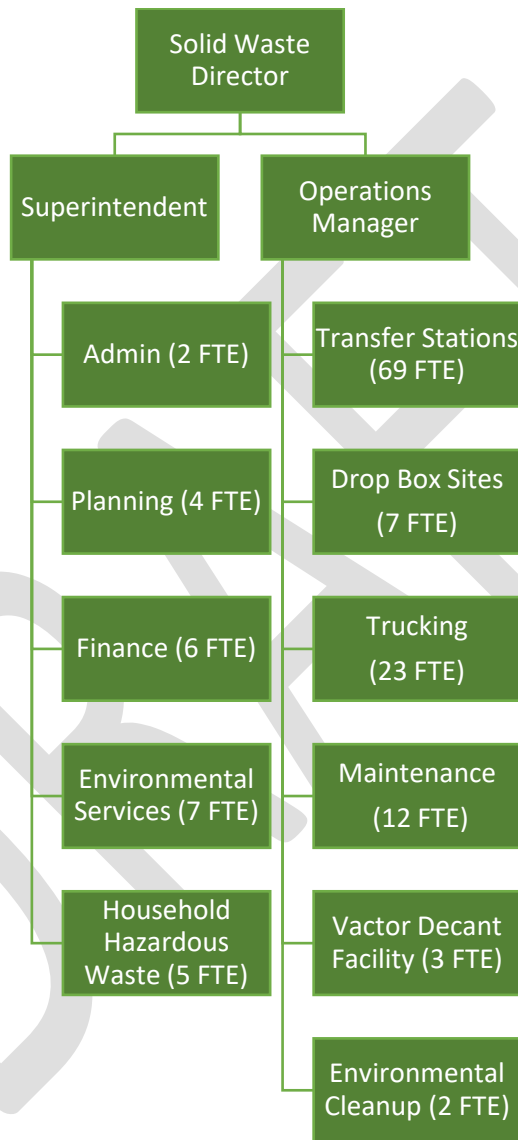 Solid Waste
Director
Superintendent
Operations
Manager
Admin (2 FTE)
Planning (4 FTE)
Finance (6 FTE)
Environmental
Services (7 FTE)
Household
Hazardous
Waste (5 FTE)
Transfer Stations
(69 FTE)
Drop Box Sites
(7 FTE)
Trucking
(23 FTE)
Maintenance
(12 FTE)
Vactor Decant
Facility (3 FTE)
Environmental
Cleanup (2 FTE)
DRAFT